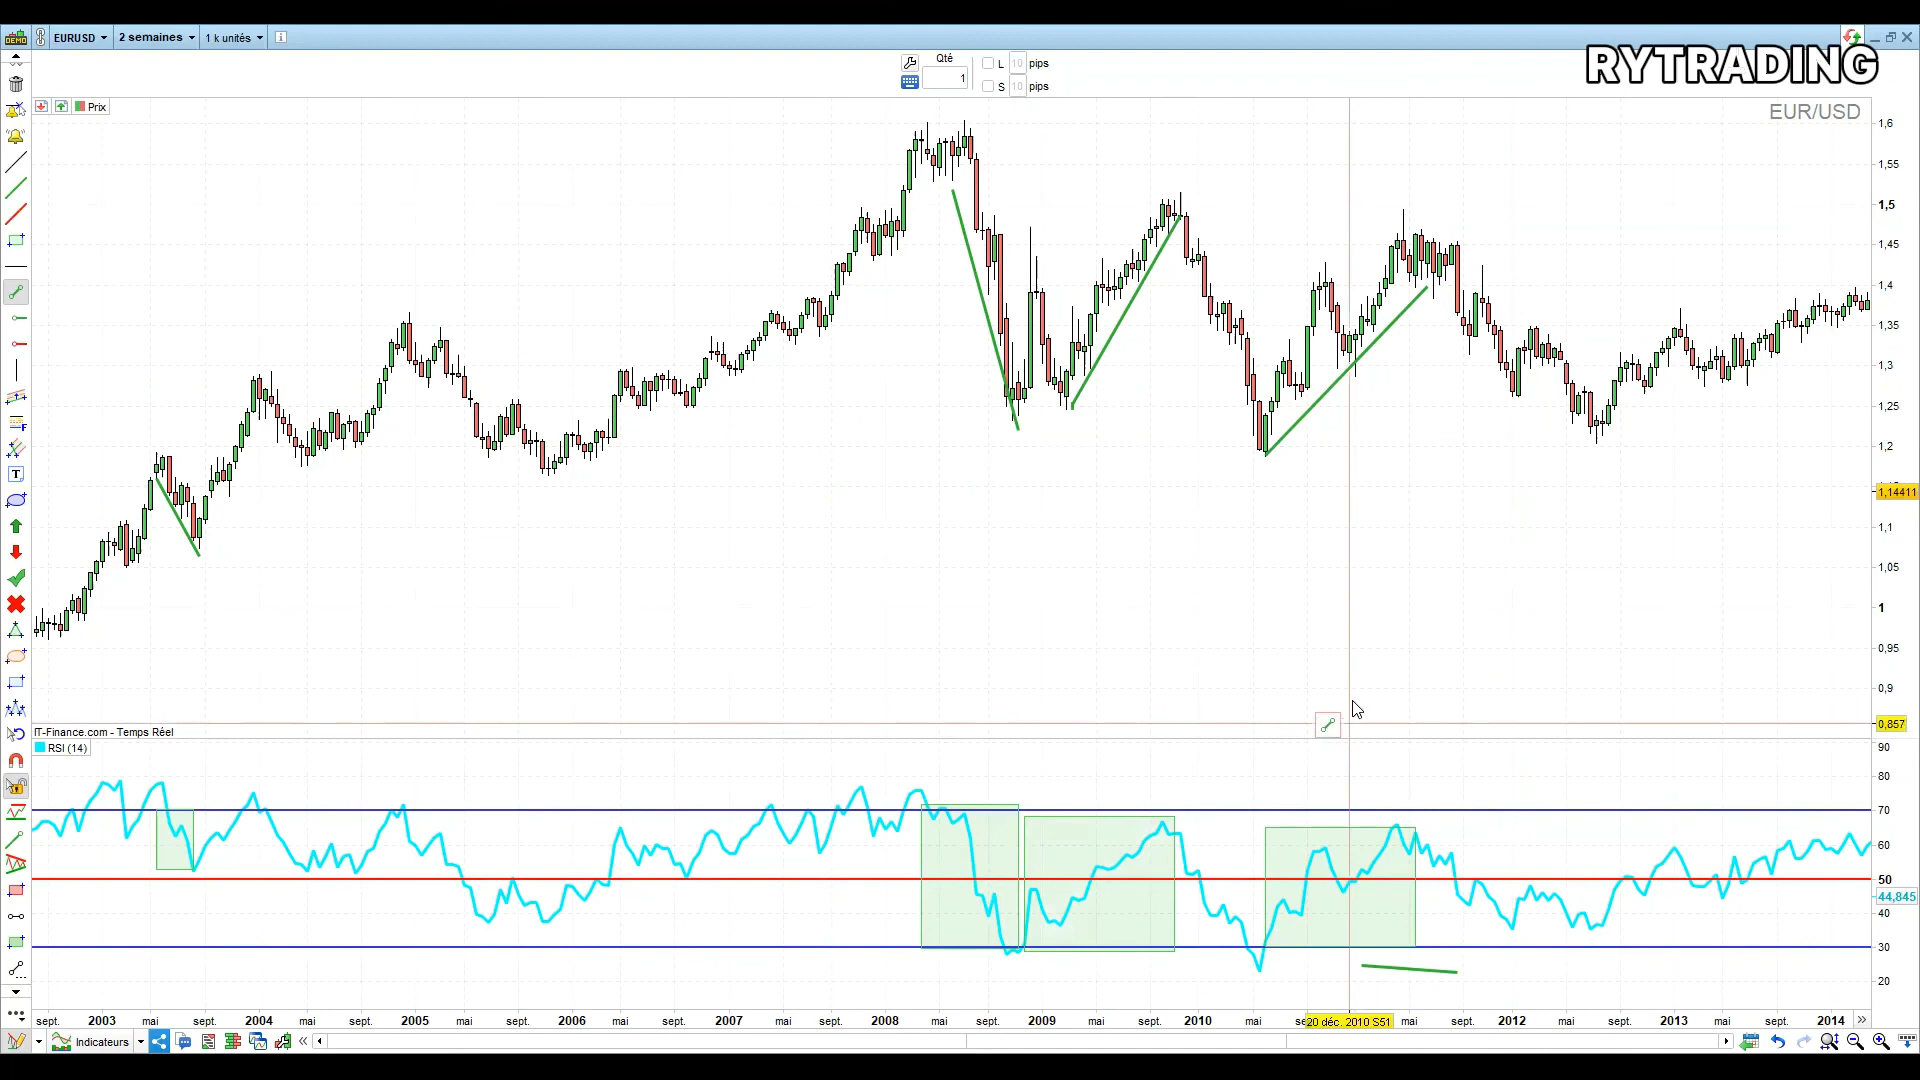 RYTRADING
DEMO EURUSD 2 semaines 1 k unités
Qté
1
L 10 pips
S 10 pips
Prix
EUR/USD
1,6
1,55
1,5
1,45
1,4
1,35
1,3
1,25
1,2
1,14411
1,1
1,05
1
0,95
0,9
0,857
IT-Finance.com - Temps Réel
RSI (14)
90
80
70
60
50
44,845
40
30
20
sept. 2003 mai sept. 2004 mai sept. 2005 mai sept. 2006 mai sept. 2007 mai sept. 2008 mai sept. 2009 mai sept. 2010 mai se 20 déc. 2010 S51 mai sept. 2012 mai sept. 2013 mai sept. 2014
Indicateurs